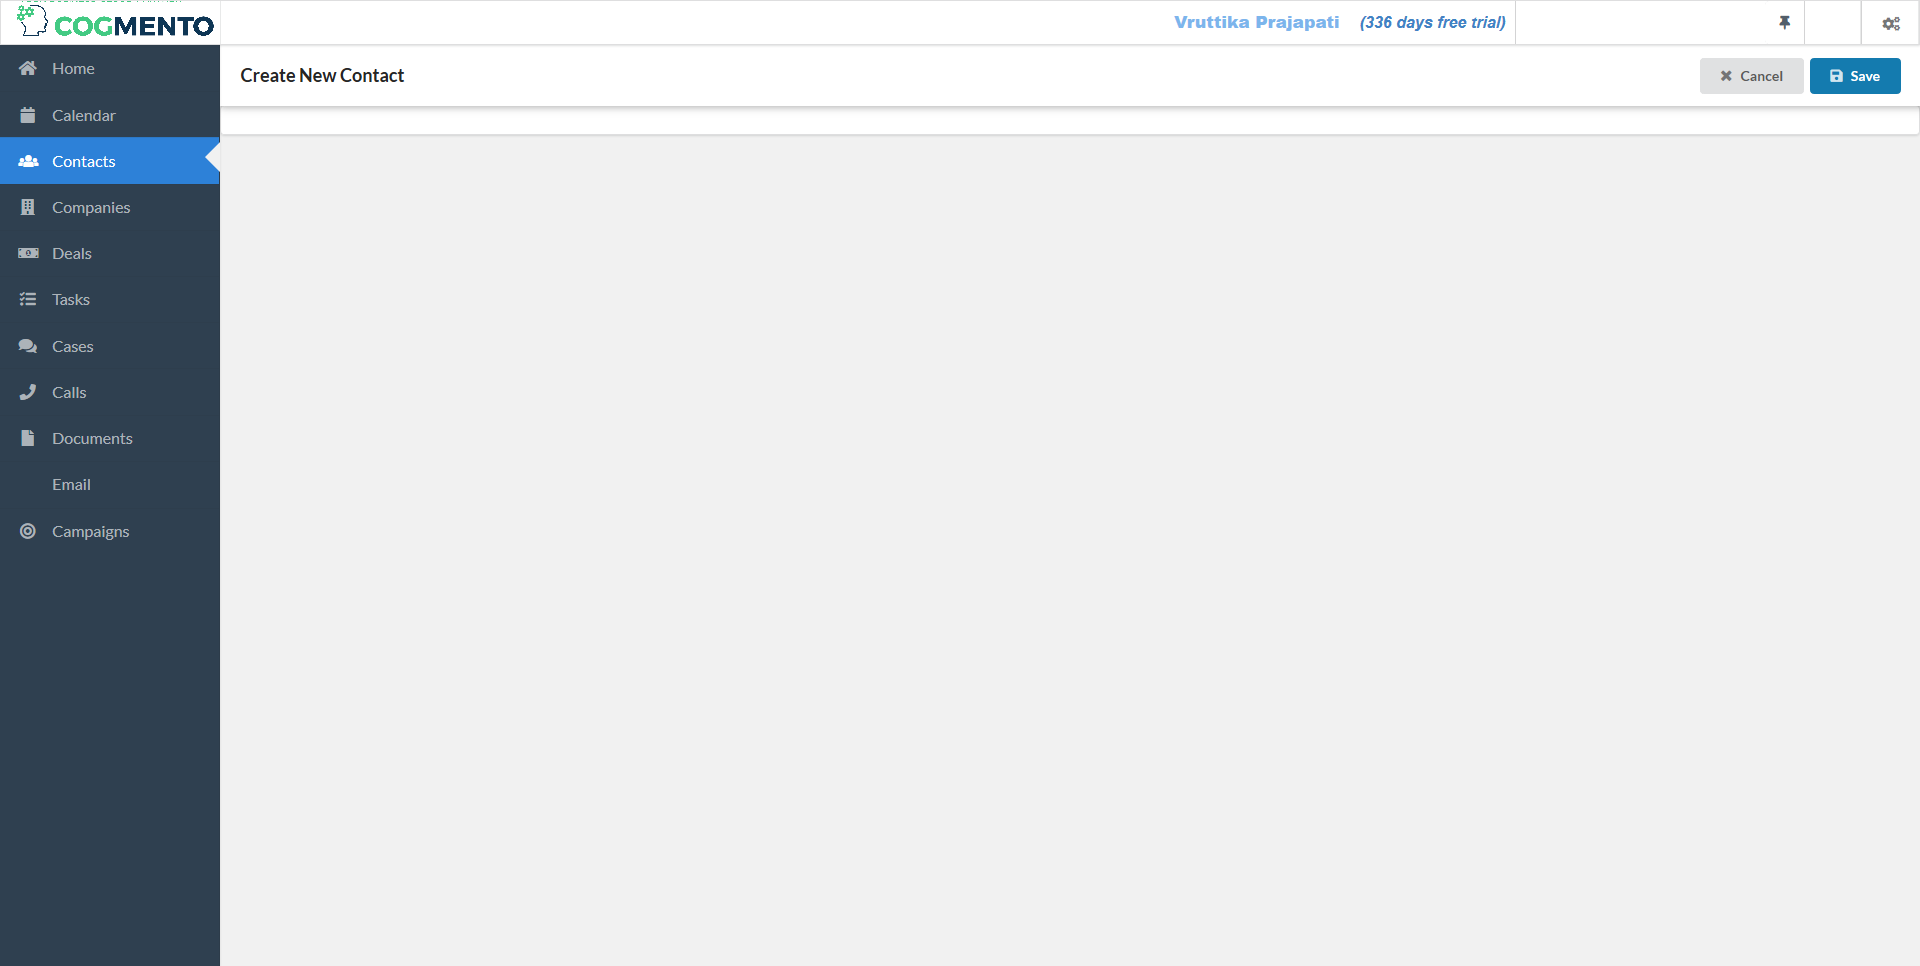 COGMENTO
Vruttika Prajapati (336 days free trial)
Create New Contact
Cancel
Save
Home
Calendar
Contacts
Companies
Deals
Tasks
Cases
Calls
Documents
Email
Campaigns